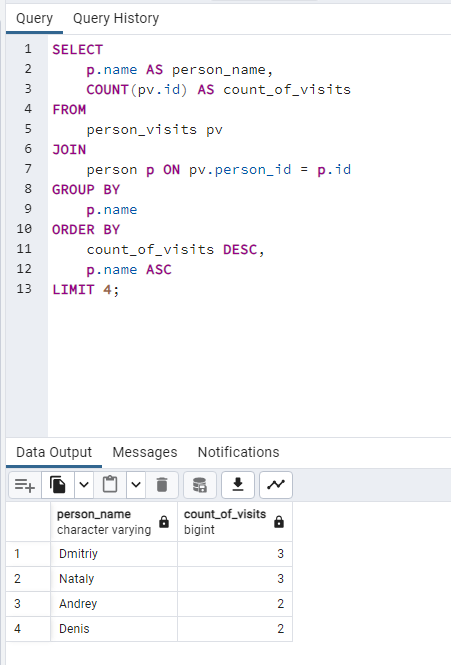 Query Query History
1 SELECT
2 p.name AS person_name,
3 COUNT(pv.id) AS count_of_visits
4 FROM
5 person_visits pv
6 JOIN
7 person p ON pv.person_id = p.id
8 GROUP BY
9 p.name
10 ORDER BY
11 count_of_visits DESC,
12 p.name ASC
13 LIMIT 4;
Data Output Messages Notifications
person_name count_of_visits
character varying bigint
1 Dmitriy 3
2 Nataly 3
3 Andrey 2
4 Denis 2